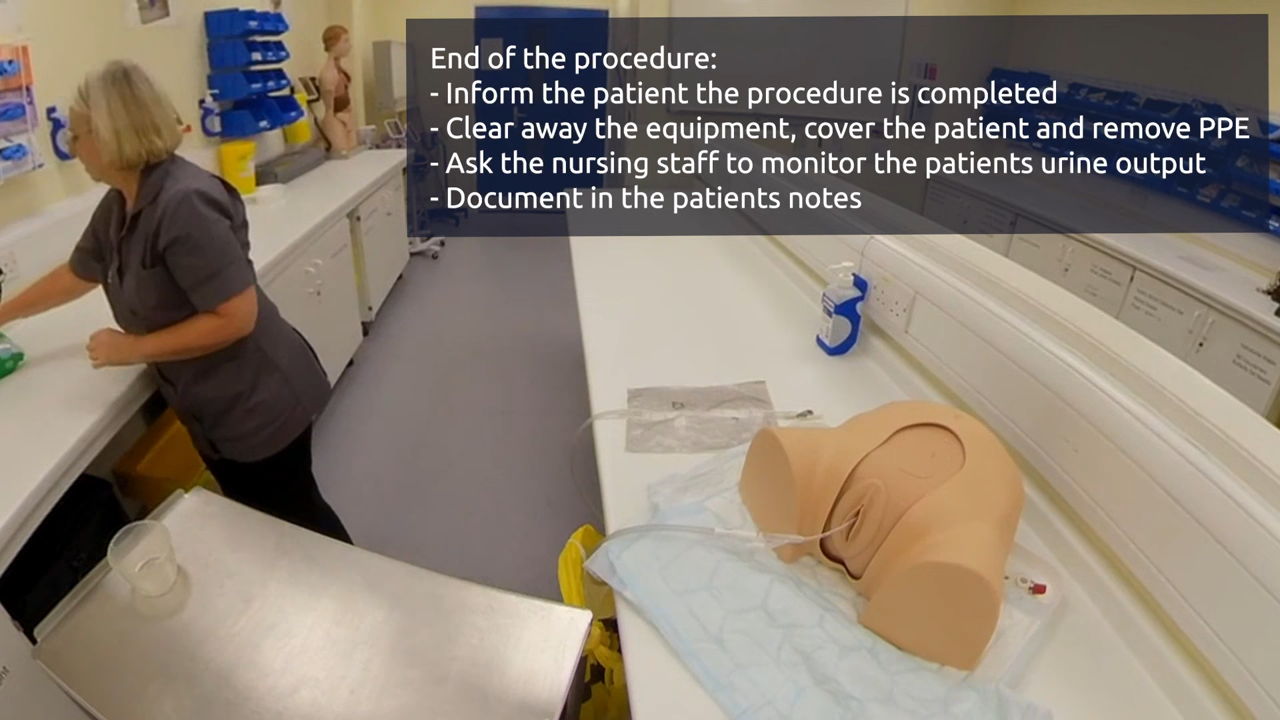 End of the procedure:
- Inform the patient the procedure is completed
- Clear away the equipment, cover the patient and remove PPE
- Ask the nursing staff to monitor the patients urine output
- Document in the patients notes